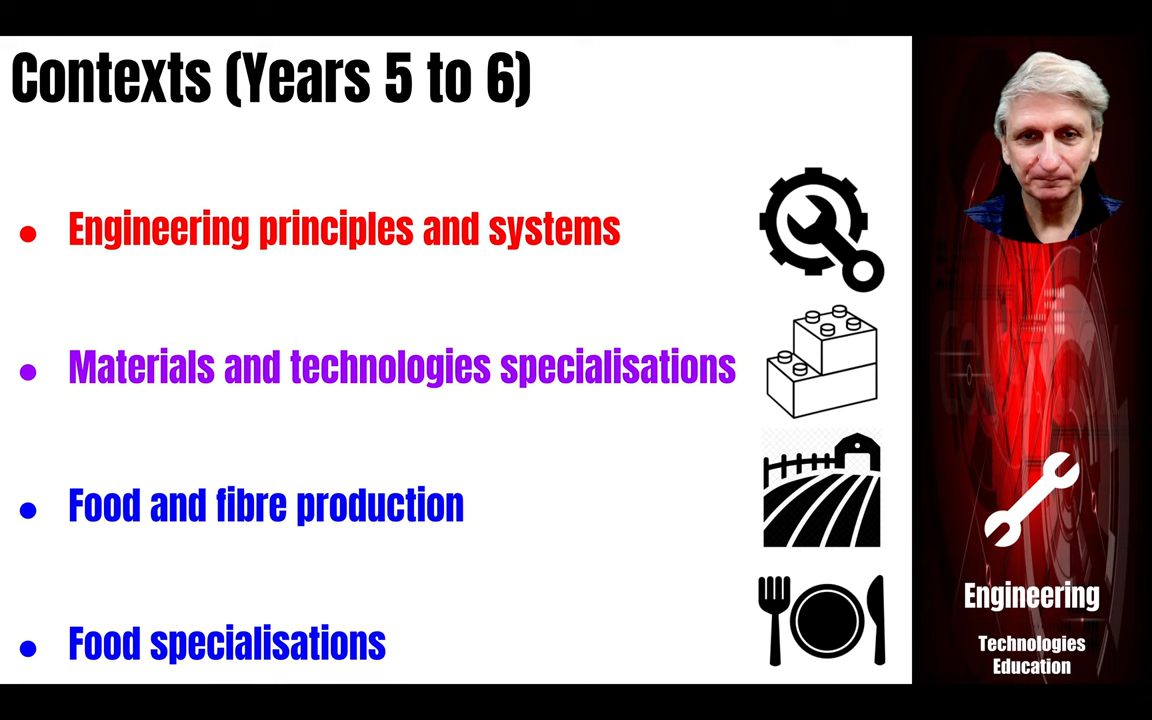 Contexts (Years 5 to 6)
● Engineering principles and systems
● Materials and technologies specialisations
● Food and fibre production
● Food specialisations
Engineering
Technologies
Education